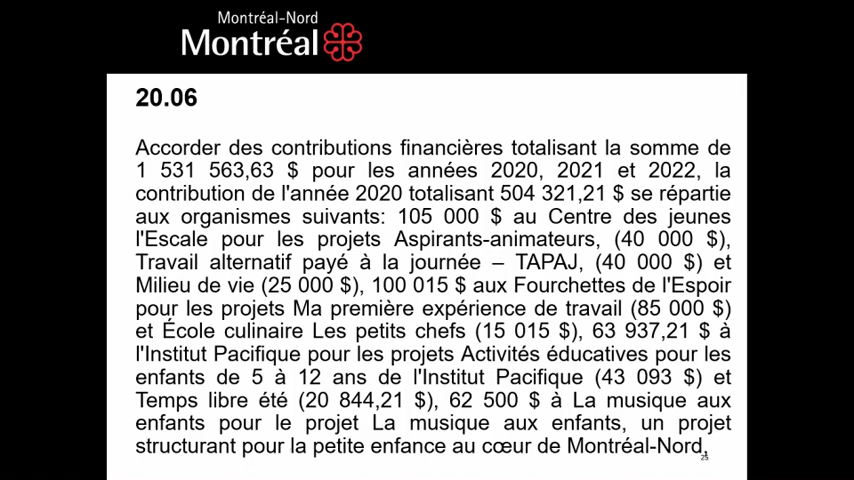 Montréal-Nord
Montréal
20.06
Accorder des contributions financières totalisant la somme de
1 531 563,63 $ pour les années 2020, 2021 et 2022, la
contribution de l'année 2020 totalisant 504 321,21 $ se répartie
aux organismes suivants: 105 000 $ au Centre des jeunes
l'Escale pour les projets Aspirants-animateurs, (40 000 $),
Travail alternatif payé à la journée – TAPAJ, (40 000 $) et
Milieu de vie (25 000 $), 100 015 $ aux Fourchettes de l'Espoir
pour les projets Ma première expérience de travail (85 000 $)
et École culinaire Les petits chefs (15 015 $), 63 937,21 $ à
l'Institut Pacifique pour les projets Activités éducatives pour les
enfants de 5 à 12 ans de l'Institut Pacifique (43 093 $) et
Temps libre été (20 844,21 $), 62 500 $ à La musique aux
enfants pour le projet La musique aux enfants, un projet
structurant pour la petite enfance au cœur de Montréal-Nord,
25